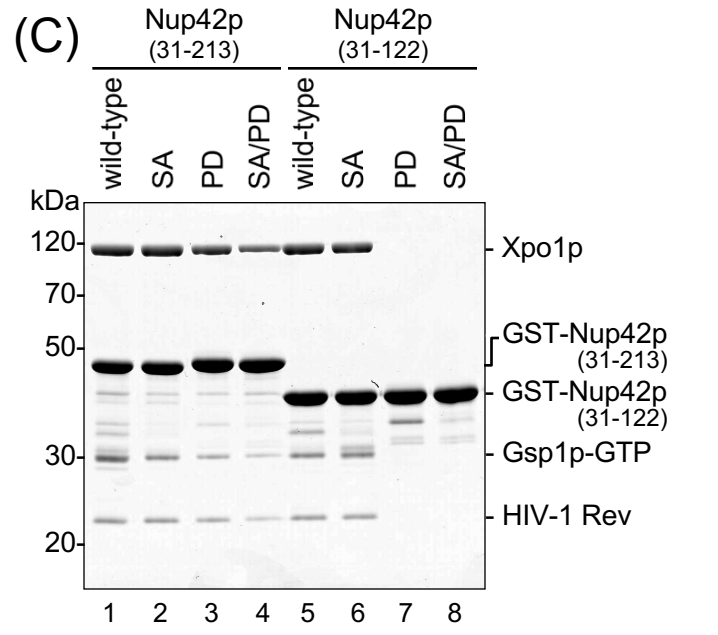 (C)
Nup42p
(31-213)
Nup42p
(31-122)
wild-type
SA
PD
SA/PD
wild-type
SA
PD
SA/PD
kDa
120-
70-
50-
30-
20-
- Xpo1p
GST-Nup42p
(31-213)
- GST-Nup42p
(31-122)
- Gsp1p-GTP
- HIV-1 Rev
1 2 3 4 5 6 7 8